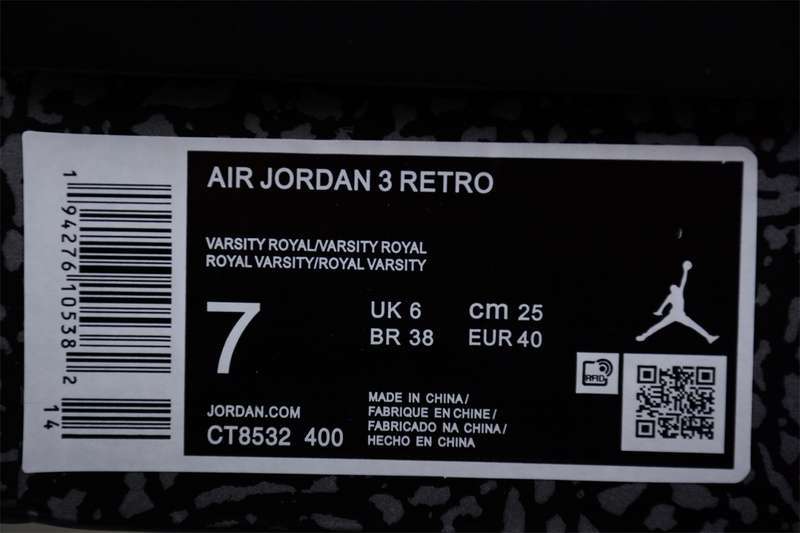 AIR JORDAN 3 RETRO
VARSITY ROYAL/VARSITY ROYAL
ROYAL VARSITY/ROYAL VARSITY
7
UK 6 cm 25
BR 38 EUR 40
JORDAN.COM
CT8532 400
MADE IN CHINA/
FABRIQUE EN CHINE/
FABRICADO NA CHINA/
HECHO EN CHINA
RFID
1 94276 10538 2
14